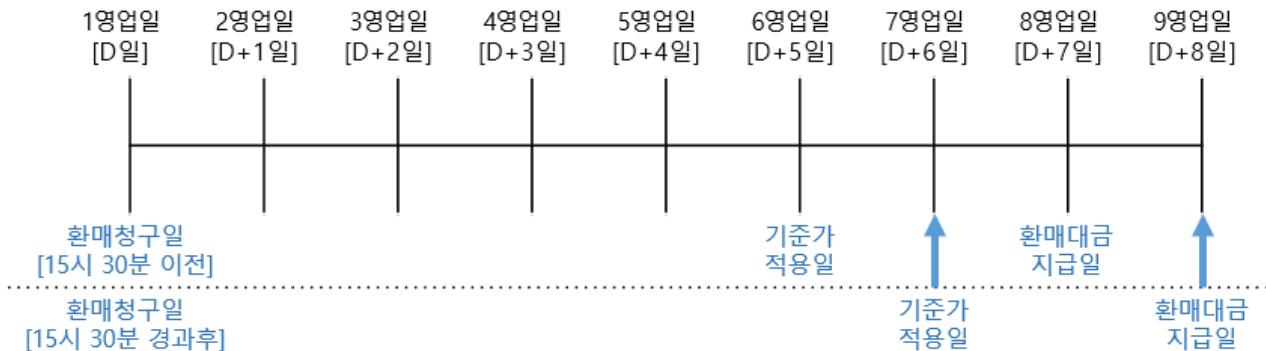 1영업일 2영업일 3영업일 4영업일 5영업일 6영업일 7영업일 8영업일 9영업일
[D일] [D+1일] [D+2일] [D+3일] [D+4일] [D+5일] [D+6일] [D+7일] [D+8일]
환매청구일 기준가 환매대금
[15시 30분 이전] 적용일 지급일
환매청구일 기준가 환매대금
[15시 30분 경과후] 적용일 지급일